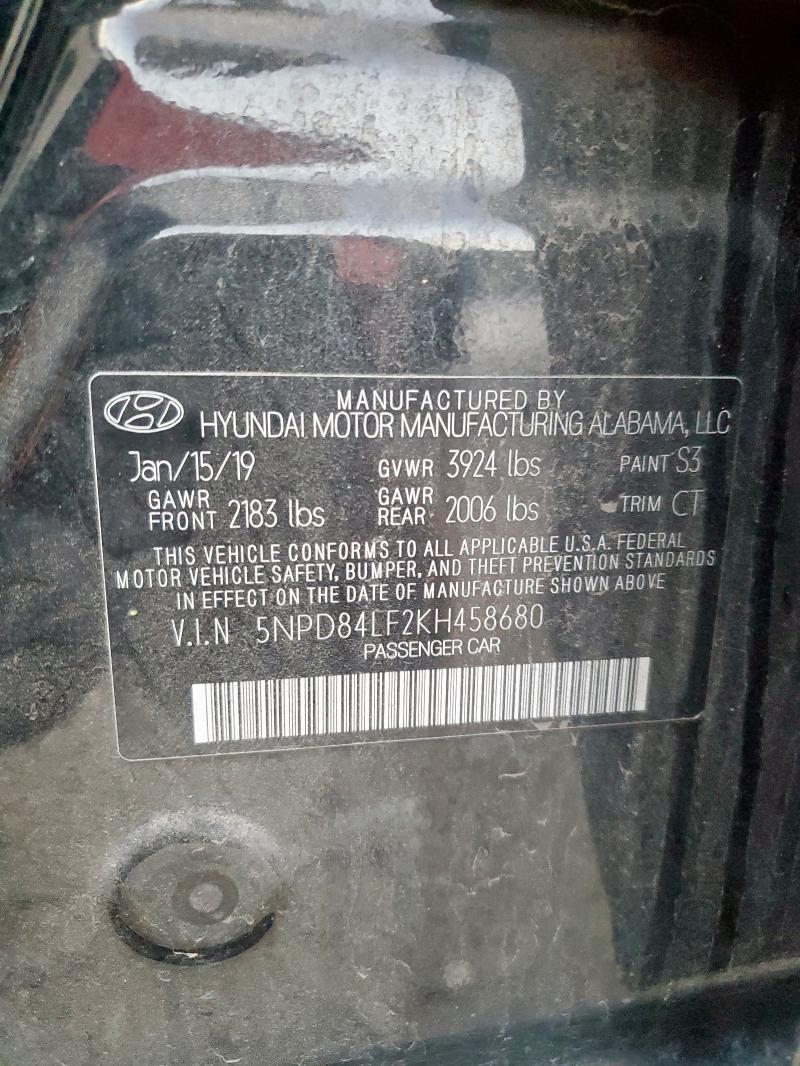 MANUFACTURED BY
HYUNDAI MOTOR MANUFACTURING ALABAMA, LLC
Jan/15/19 GVWR 3924 lbs PAINT S3
GAWR FRONT 2183 lbs GAWR REAR 2006 lbs TRIM CT
THIS VEHICLE CONFORMS TO ALL APPLICABLE U.S.A. FEDERAL
MOTOR VEHICLE SAFETY, BUMPER, AND THEFT PREVENTION STANDARDS
IN EFFECT ON THE DATE OF MANUFACTURE SHOWN ABOVE
V.I.N 5NPD84LF2KH458680
PASSENGER CAR